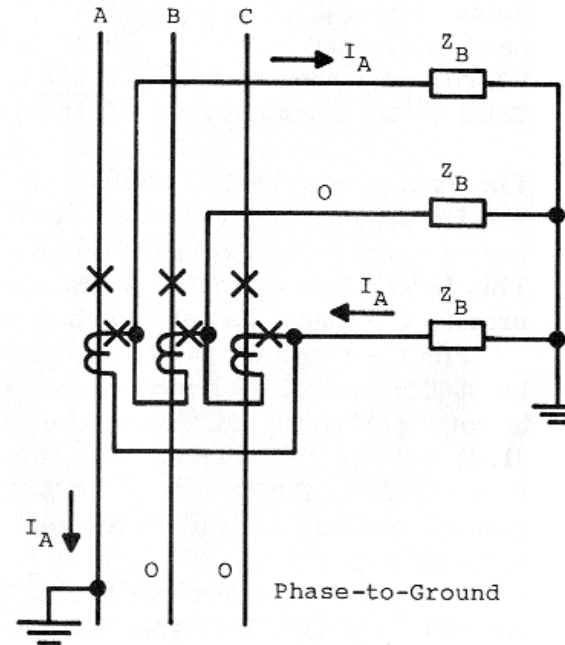 A B C
I_A
Z_B
O
Z_B
I_A
Z_B
I_A
O O
Phase-to-Ground